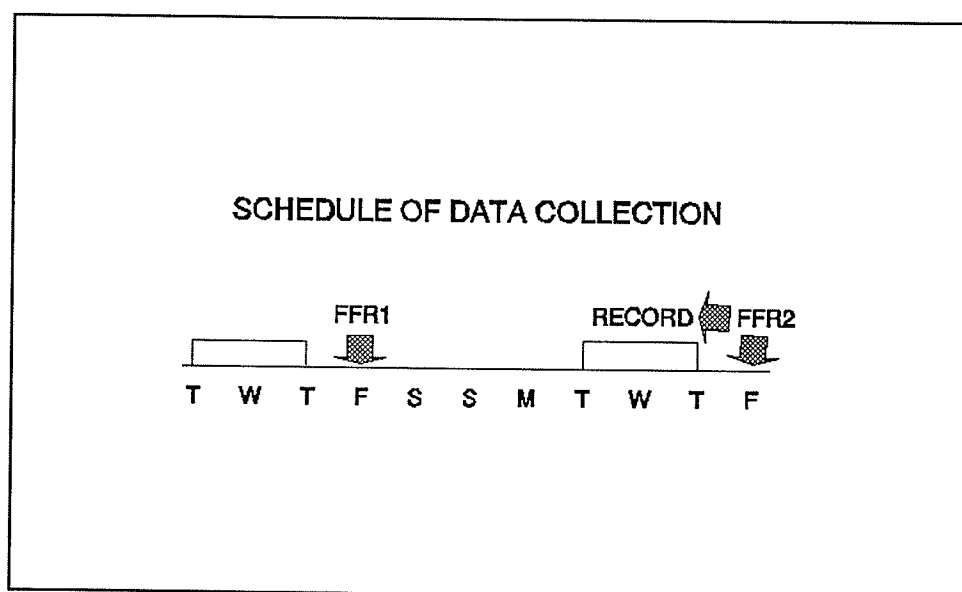 SCHEDULE OF DATA COLLECTION
FFR1 RECORD FFR2
T W T F S S M T W T F